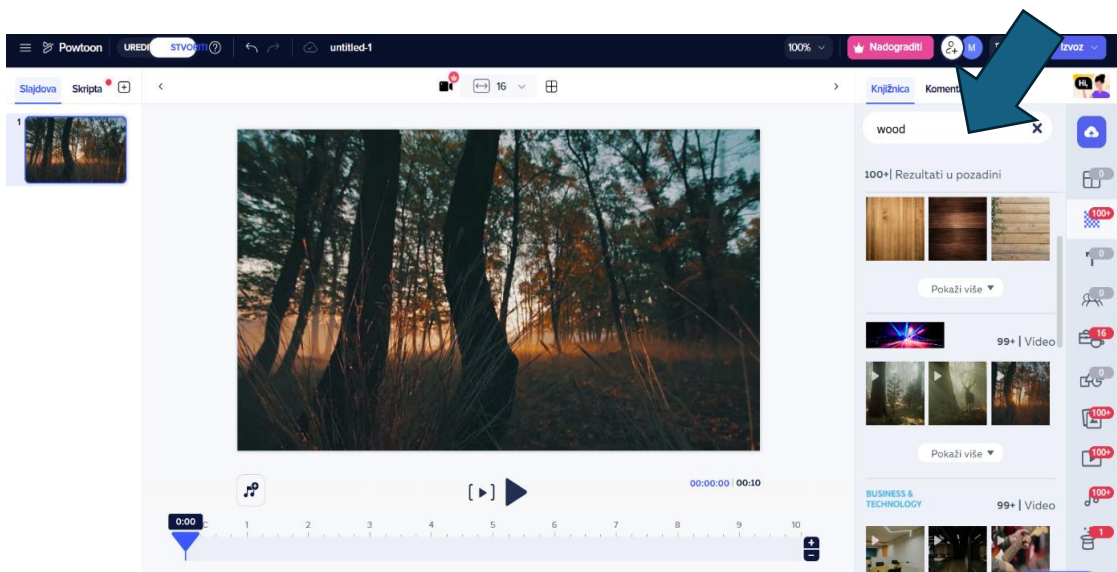 Powtoon UREDI STVORITI untitled-1 100% Nadograditi M Izvoz
Slajdova Skripta 16 Knjižnica Hi,
1
wood
100+| Rezultati u pozadini
Pokaži više
99+ | Video
Pokaži više
BUSINESS &
TECHNOLOGY
99+ | Video
00:00:00 | 00:10
0:00 1 2 3 4 5 6 7 8 9 10
0
100+
0
0
16
0
100+
100+
100+
1